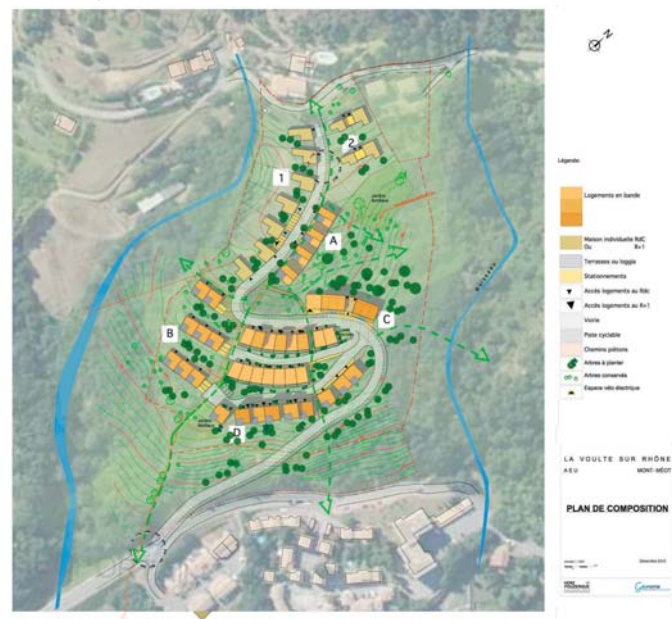 N
Légende:
Logements en bande
Maison individuelle RdC
Ou R+1
Terrasses ou loggia
Stationnements
Accès logements au Rdc
Accès logements au R+1
Voirie
Piste cyclable
Chemins piétons
Arbres à planter
Arbres conservés
Espace vélo électrique
2
1
A
B
C
D
LA VOULTE SUR RHÔNE
AEU MONT-MÉOT
PLAN DE COMPOSITION